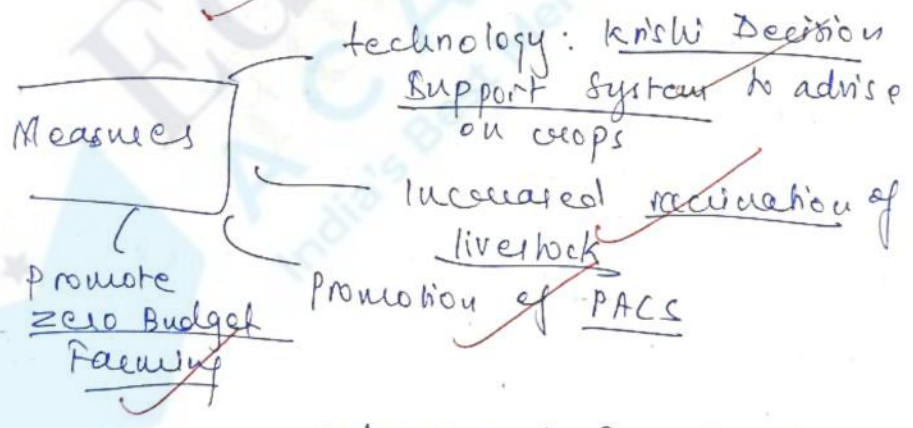 technology: Krishi Decision
Support System to advise
on crops
Measures
Increased vaccination of
livestock
Promotion of PACS
Promote
Zero Budget
Farming